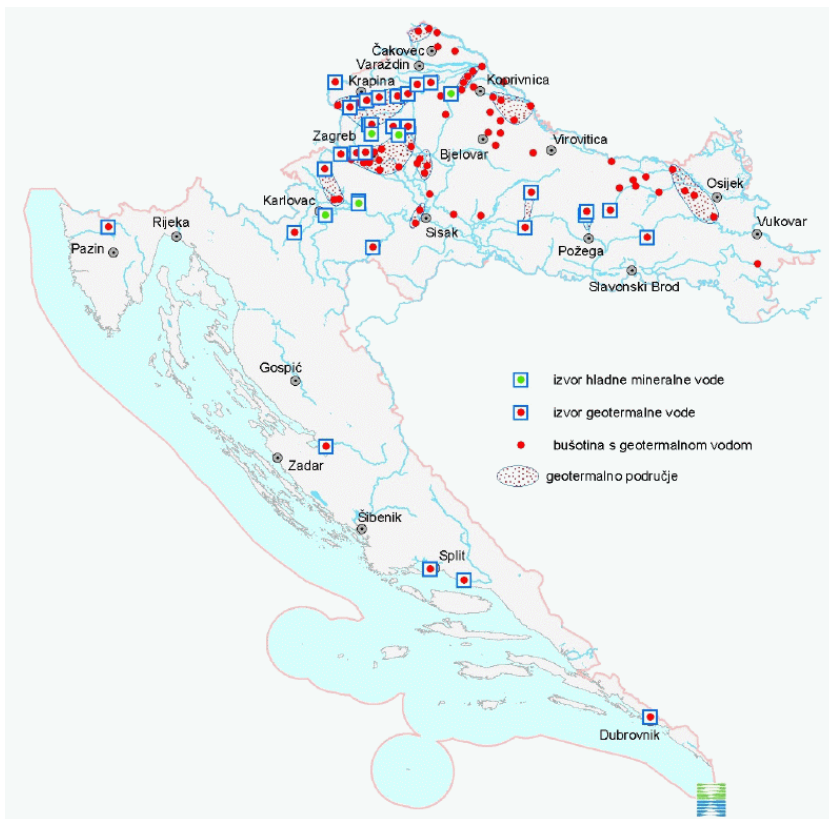 Čakovec
Varaždin
Krapina
Koprivnica
Zagreb
Bjelovar
Virovitica
Karlovac
Osijek
Rijeka
Sisak
Vukovar
Pazin
Požega
Slavonski Brod
Gospić
izvor hladne mineralne vode
izvor geotermalne vode
bušotina s geotermalnom vodom
Zadar
geotermalno područje
Šibenik
Split
Dubrovnik